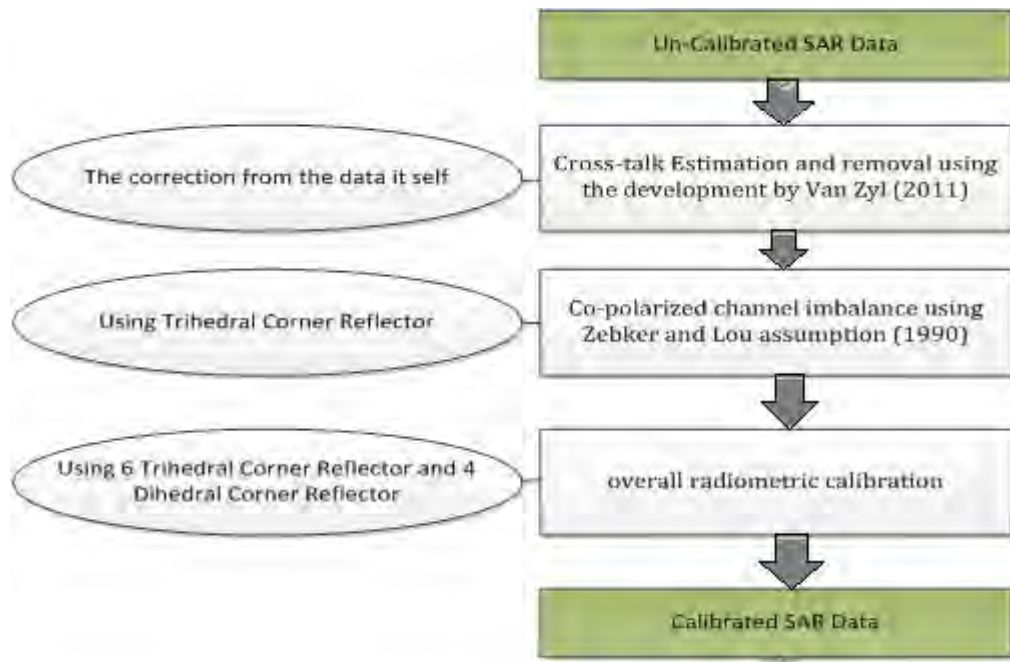 Un-Calibrated SAR Data
The correction from the data it self
Cross-talk Estimation and removal using
the development by Van Zyl (2011)
Using Trihedral Corner Reflector
Co-polarized channel imbalance using
Zebker and Lou assumption (1990)
Using 6 Trihedral Corner Reflector and 4
Dihedral Corner Reflector
overall radiometric calibration
Calibrated SAR Data